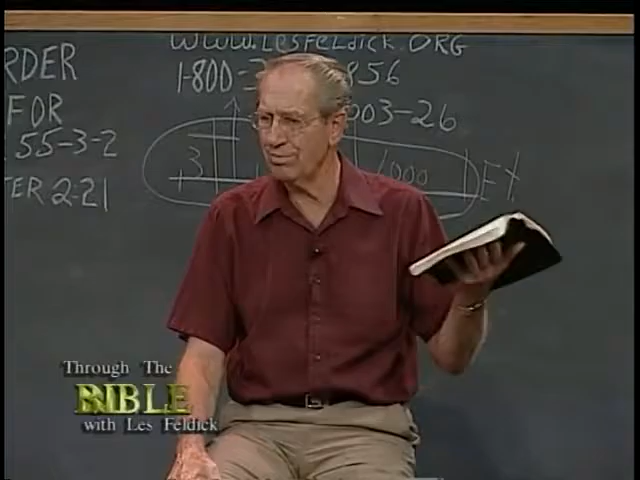 WWW.LESFELDICK.ORG
RDER
1-800-3 856
FOR
003-26
55-3-2
3
1000
TER 2:21
Through The
BIBLE
with Les Feldick